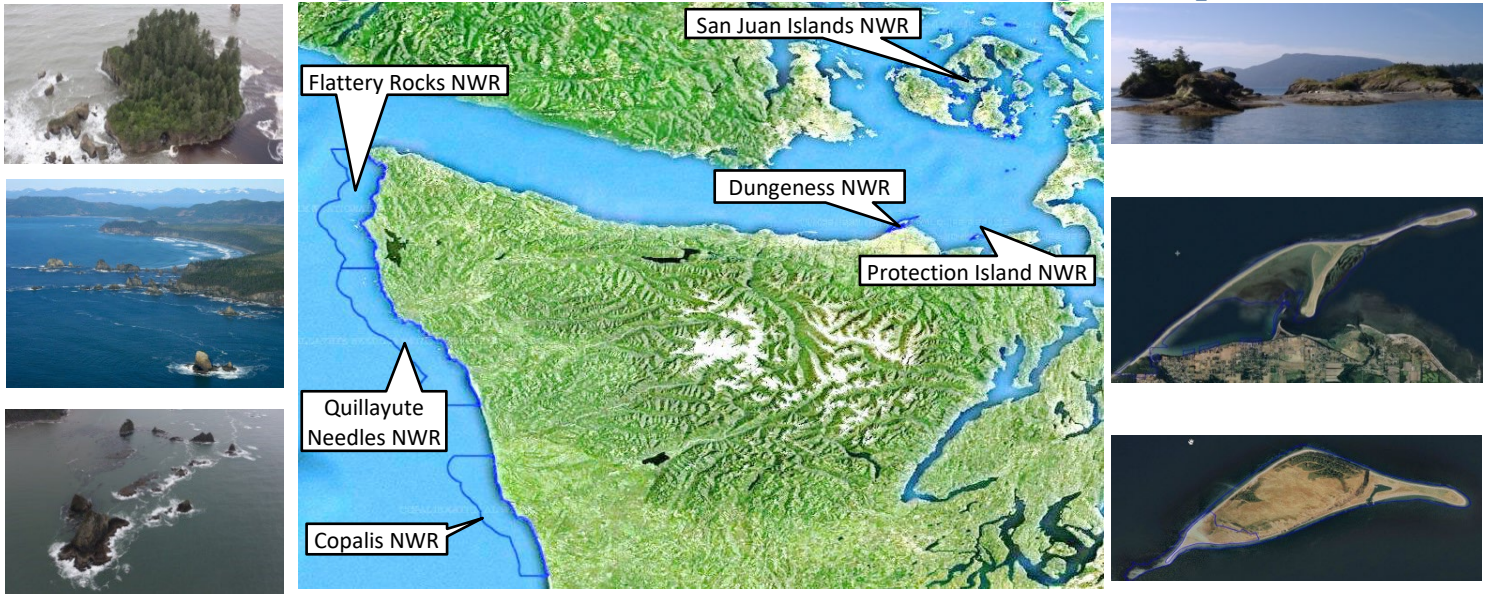 San Juan Islands NWR
Flattery Rocks NWR
Dungeness NWR
Protection Island NWR
Quillayute
Needles NWR
Copalis NWR